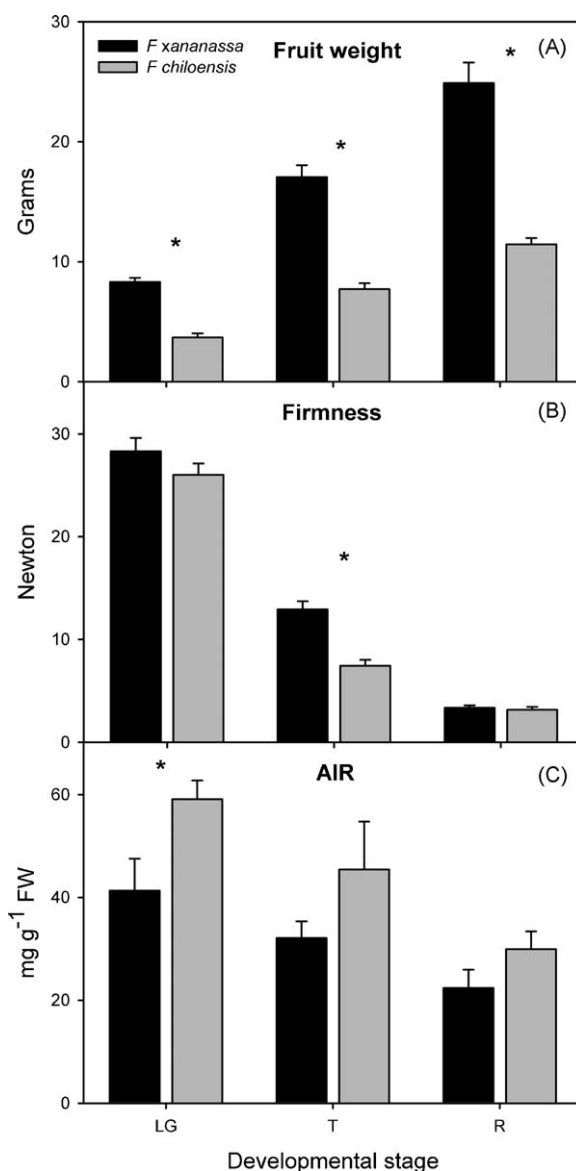 30
F xananassa
F chiloensis
Fruit weight
*
(A)
20
*
Grams
*
10
0
Firmness
(B)
30
20
*
Newton
10
0
*
AIR
(C)
60
40
mg g⁻¹ FW
20
0
LG T R
Developmental stage